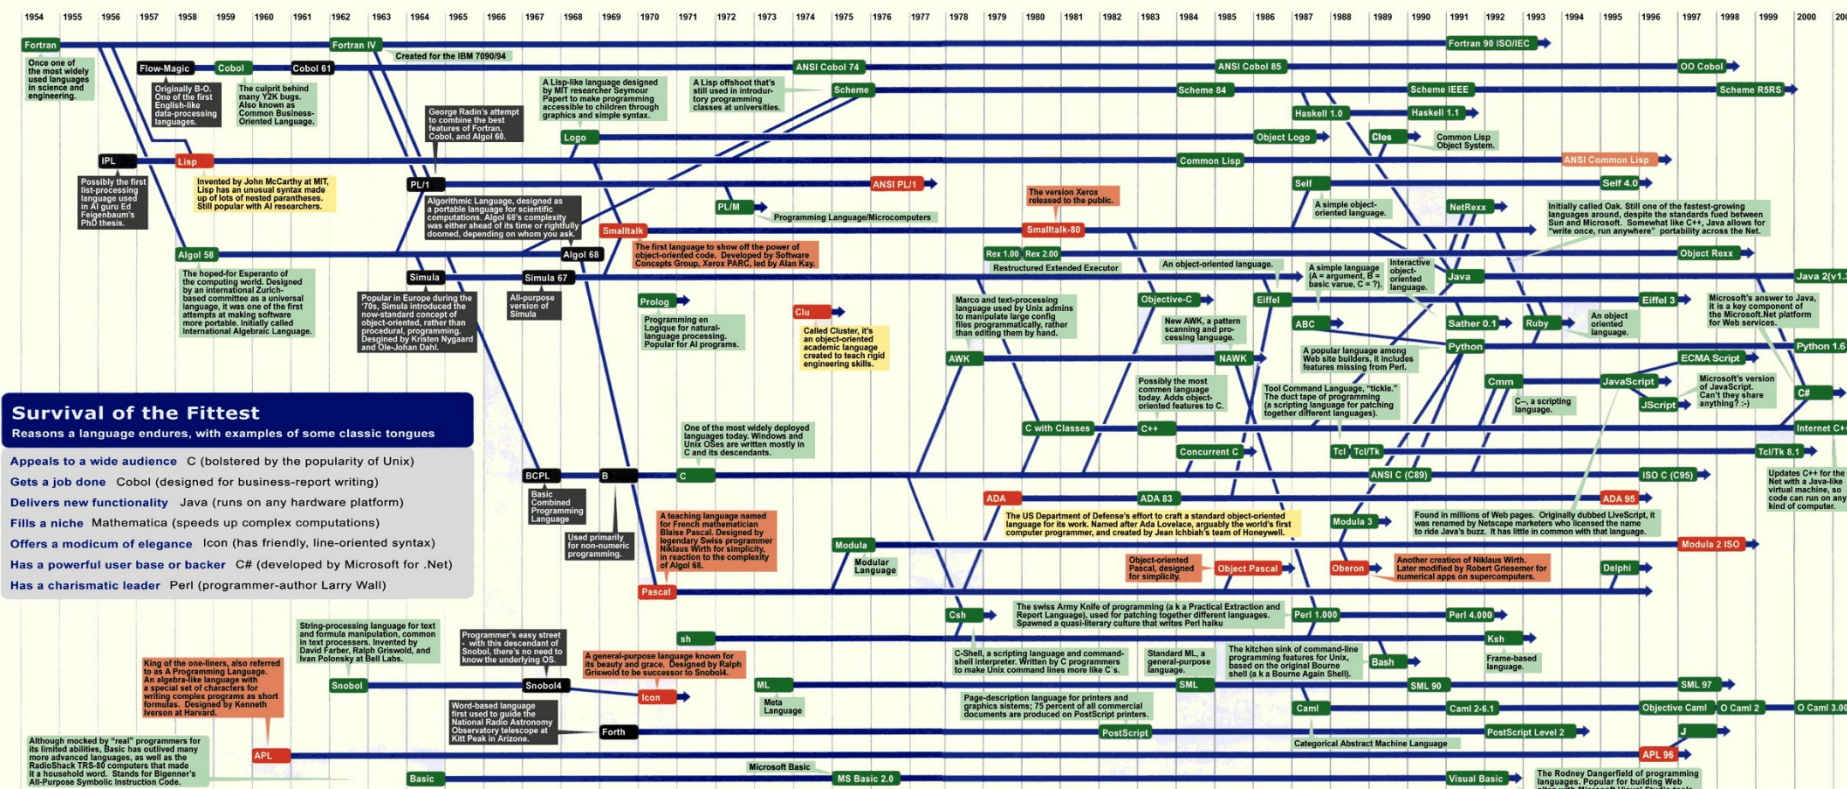 1954 1955 1956 1957 1958 1959 1960 1961 1962 1963 1964 1965 1966 1967 1968 1969 1970 1971 1972 1973 1974 1975 1976 1977 1978 1979 1980 1981 1982 1983 1984 1985 1986 1987 1988 1989 1990 1991 1992 1993 1994 1995 1996 1997 1998 1999 2000
Fortran
Fortran IV
Fortran 90 ISO/IEC
Once one of
the most widely
used languages
in science and
engineering.
Created for the IBM 7090/94
Flow-Magic
Cobol
Cobol 61
ANSI Cobol 74
ANSI Cobol 85
OO Cobol
Originally B-O.
One of the first
English-like
data-processing
languages.
The culprit behind
many Y2K bugs.
Also known as
Common Business-
Oriented Language.
A Lisp-like language designed
by MIT researcher Seymour
Papert to make programming
accessible to children through
graphics and simple syntax.
A Lisp offshoot that's
still used in introdur-
tory programming
classes at universities.
Scheme
Scheme 84
Scheme IEEE
Scheme R5RS
Haskell 1.0
Haskell 1.1
George Radin's attempt
to combine the best
features of Fortran,
Cobol, and Algol 60.
Logo
Object Logo
Clos
Common Lisp
Object System.
IPL
Lisp
Common Lisp
ANSI Common Lisp
Possibly the first
list-processing
language used
in AI guru Ed
Feigenbaum's
PhD thesis.
Invented by John McCarthy at MIT,
Lisp has an unusual syntax made
up of lots of nested parantheses.
Still popular with AI researchers.
PL/1
ANSI PL/1
Self
Self 4.0
The version Xerox
released to the public.
A simple object-
oriented language.
PL/M
Programming Language/Microcomputers
NetRexx
Initially called Oak. Still one of the fastest-growing
languages around, despite the standards fued between
Sun and Microsoft. Somewhat like C++, Java allows for
"write once, run anywhere" portability across the Net.
Algorithmic Language, designed as
a portable language for scientific
computations. Algol 68's complexity
was either ahead of its time or rightfully
doomed, depending on whom you ask.
Smalltalk
Smalltalk-80
The first language to show off the power of
object-oriented code. Developed by Software
Concepts Group, Xerox PARC, led by Alan Kay.
Algol 58
Algol 68
Rex 1.00
Rex 2.00
Object Rexx
Restructured Extended Executor
The hoped-for Esperanto of
the computing world. Designed
by an international Zurich-
based committee as a universal
language, it was one of the first
attempts at making software
more portable. Initially called
International Algebraic Language.
Simula
Simula 67
Java
Java 2(v1.3
Popular in Europe during the
'70s, Simula introduced the
now-standard concept of
object-oriented, rather than
procedural, programming.
Desgined by Kristen Nygaard
and Ole-Johan Dahl.
All-purpose
version of
Simula
An object-oriented language.
A simple language
(A = argument, B =
basic varue, C = ?).
Interactive
object-
oriented
language.
Prolog
Programming en
Logique for natural-
language processing.
Popular for AI programs.
Clu
Called Cluster, it's
an object-oriented
academic language
created to teach rigid
engineering skills.
Marco and text-processing
language used by Unix admins
to manipulate large config
files programmatically, rather
than editing them by hand.
Objective-C
Eiffel
Eiffel 3
Microsoft's answer to Java,
it is a key component of
the Microsoft.Net platform
for Web services.
New AWK, a pattern
scanning and pro-
cessing language.
ABC
Sather 0.1
Ruby
An object
oriented
language.
Python
Python 1.6
A popular language among
Web site builders, it includes
features missing from Perl.
AWK
NAWK
ECMA Script
Possibly the most
commen language
today. Adds object-
oriented features to C.
Tool Command Language, "tickle."
The duct tape of programming
(a scripting language for patching
together different languages).
Cmm
JavaScript
C--, a scripting
language.
JScript
Microsoft's version
of JavaScript.
Can't they share
anything? :-)
C#
Survival of the Fittest
Reasons a language endures, with examples of some classic tongues
Appeals to a wide audience C (bolstered by the popularity of Unix)
Gets a job done Cobol (designed for business-report writing)
Delivers new functionality Java (runs on any hardware platform)
Fills a niche Mathematica (speeds up complex computations)
Offers a modicum of elegance Icon (has friendly, line-oriented syntax)
Has a powerful user base or backer C# (developed by Microsoft for .Net)
Has a charismatic leader Perl (programmer-author Larry Wall)
One of the most widely deployed
languages today. Windows and
Unix OSes are written mostly in
C and its descendants.
C with Classes
C++
Internet C++
Concurrent C
Tcl
Tcl/Tk
Tcl/Tk 8.1
BCPL
B
C
ANSI C (C89)
ISO C (C95)
Basic
Combined
Programming
Language
Used primarily
for non-numeric
programming.
Updates C++ for the
Net with a Java-like
virtual machine, so
code can run on any
kind of computer.
ADA
ADA 83
ADA 95
The US Department of Defense's effort to craft a standard object-oriented
language for its work. Named after Ada Lovelace, arguably the world's first
computer programmer, and created by Jean Ichbiah's team of Honeywell.
A teaching language named
for French mathematician
Blaise Pascal. Designed by
legendary Swiss programmer
Niklaus Wirth for simplicity,
in reaction to the complexity
of Algol 68.
Modula 3
Found in millions of Web pages. Originally dubbed LiveScript, it
was renamed by Netscape marketers who licensed the name
to ride Java's buzz. It has little in common with that language.
Modula
Modular
Language
Modula 2 ISO
Object-oriented
Pascal, designed
for simplicity.
Object Pascal
Oberon
Another creation of Niklaus Wirth.
Later modified by Robert Griesemer for
numerical apps on supercomputers.
Delphi
Pascal
Csh
The swiss Army Knife of programming (a k a Practical Extraction and
Report Language), used for patching together different languages.
Spawned a quasi-literary culture that writes Perl haiku
Perl 1.000
Perl 4.000
String-processing language for text
and formula manipulation, common
in text processors. Invented by
David Farber, Ralph Griswold, and
Ivan Polonsky at Bell Labs.
Programmer's easy street
- with this descendant of
Snobol, there's no need to
know the underlying OS.
sh
Ksh
A general-purpose language known for
its beauty and grace. Designed by Ralph
Griswold to be successor to Snobol4.
C-Shell, a scripting language and command-
shell interpreter. Written by C programmers
to make Unix command lines more like C's.
Standard ML, a
general-purpose
language.
The kitchen sink of command-line
programming features for Unix,
based on the orginal Bourne
shell (a k a Bourne Again Shell).
Bash
Frame-based
language.
King of the one-liners, also referred
to as A Programming Language.
An algebra-like language with
a special set of characters for
writing complex programs as short
formulas. Designed by Kenneth
Iverson at Harvard.
Snobol
Snobol4
Icon
ML
Meta
Language
SML
SML 90
SML 97
Word-based language
first used to guide the
National Radio Astronomy
Observatory telescope at
Kitt Peak in Arizone.
Page-description language for printers and
graphics sistems; 75 percent of all commercial
documents are produced on PostScript printers.
Caml
Caml 2-6.1
Objective Caml
O Caml 2
O Caml 3.00
Forth
PostScript
PostScript Level 2
J
Categorical Abstract Machine Language
Although mocked by "real" programmers for
its limited abilities, Basic has outlived many
more advanced languages, as well as the
RadioShack TRS-80 computers that made
it a household word. Stands for Bigenner's
All-Purpose Symbolic Instruction Code.
APL
APL 96
Microsoft Basic
Basic
MS Basic 2.0
Visual Basic
The Rodney Dangerfield of programming
languages. Popular for building Web